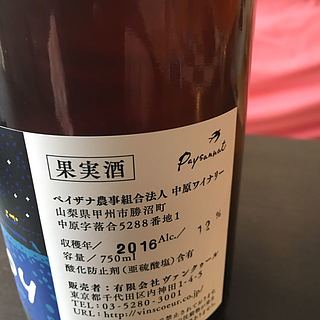 果実酒
Paysannat
ペイザナ農事組合法人 中原ワイナリー
山梨県甲州市勝沼町
中原字落合5288番地1
収穫年/ 2016 Alc./ 12 %
容量/ 750ml
酸化防止剤(亜硫酸塩)含有
販売者:有限会社ヴァンクゥール
東京都千代田区内神田1-4-5
TEL:03-5280-3001
URL:http://vinscoeur.co.jp/